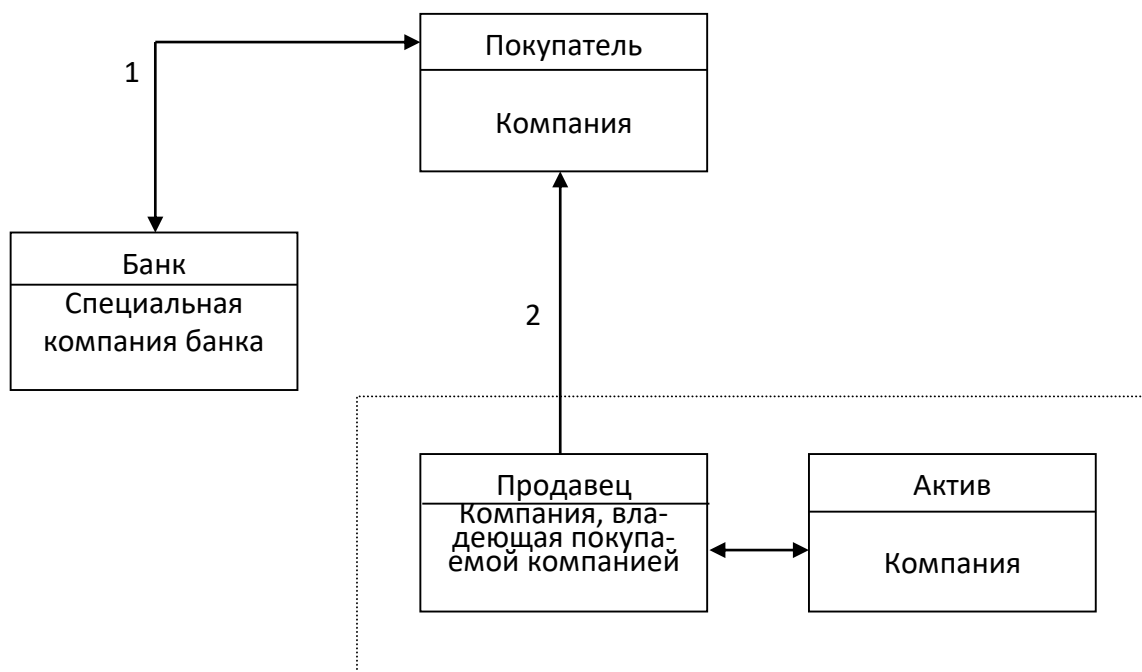 Покупатель
1
Компания
Банк
Специальная
компания банка
2
Продавец
Компания, вла-
деющая покупа-
емой компанией
Актив
Компания